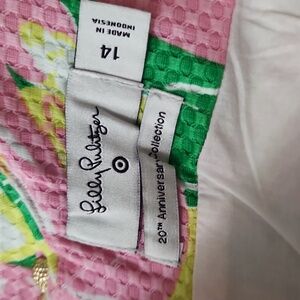 14
MADE IN
INDONESIA
Lilly Pulitzer
20TH Anniversary Collection